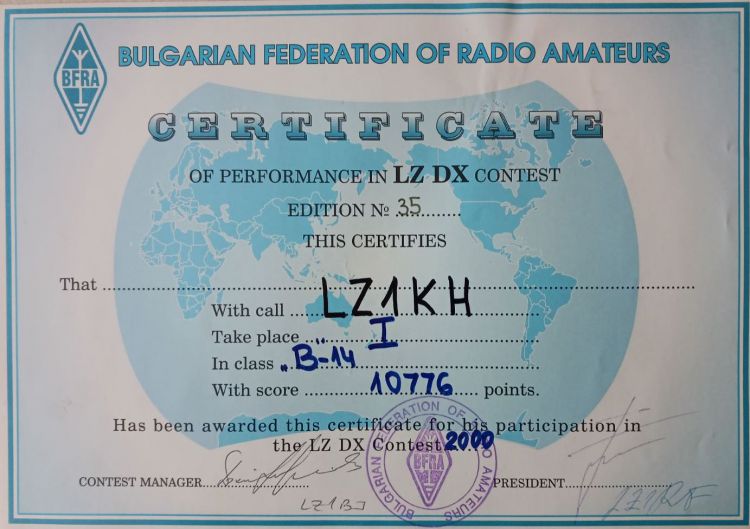 BFRA
BULGARIAN FEDERATION OF RADIO AMATEURS
CERTIFICATE
OF PERFORMANCE IN LZ DX CONTEST
EDITION № 35
THIS CERTIFIES
That
With call LZ1KH
Take place I
In class „B-14
With score 10776 points.
Has been awarded this certificate for his participation in
the LZ DX Contest 2000
BULGARIAN FEDERATION OF RADIO AMATEURS
BFRA
CONTEST MANAGER PRESIDENT
LZ1BJ